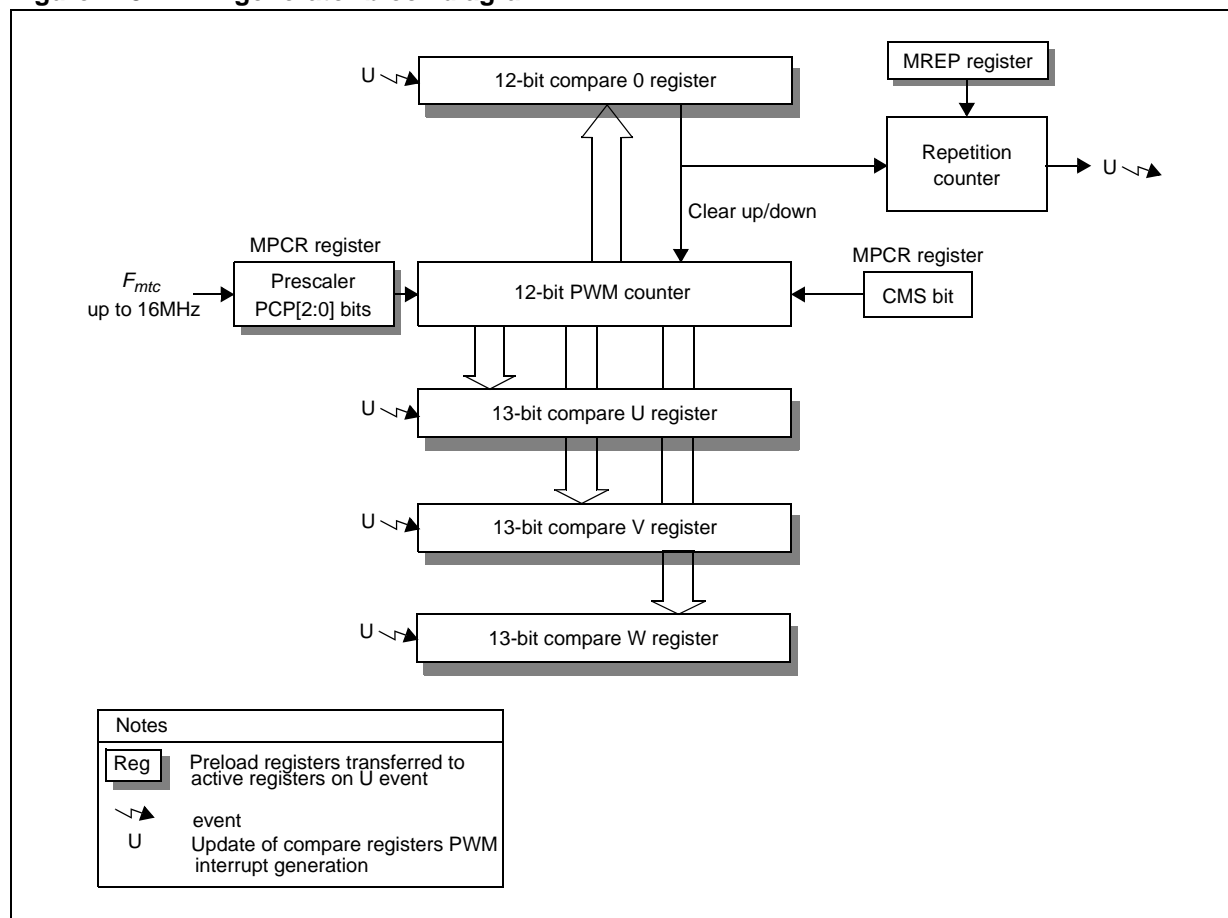 U
12-bit compare 0 register
MREP register
Repetition
counter
U
Clear up/down
MPCR register
MPCR register
F_mtc
up to 16MHz
Prescaler
PCP[2:0] bits
12-bit PWM counter
CMS bit
U
13-bit compare U register
U
13-bit compare V register
U
13-bit compare W register
Notes
Reg
Preload registers transferred to
active registers on U event
event
U
Update of compare registers PWM
interrupt generation